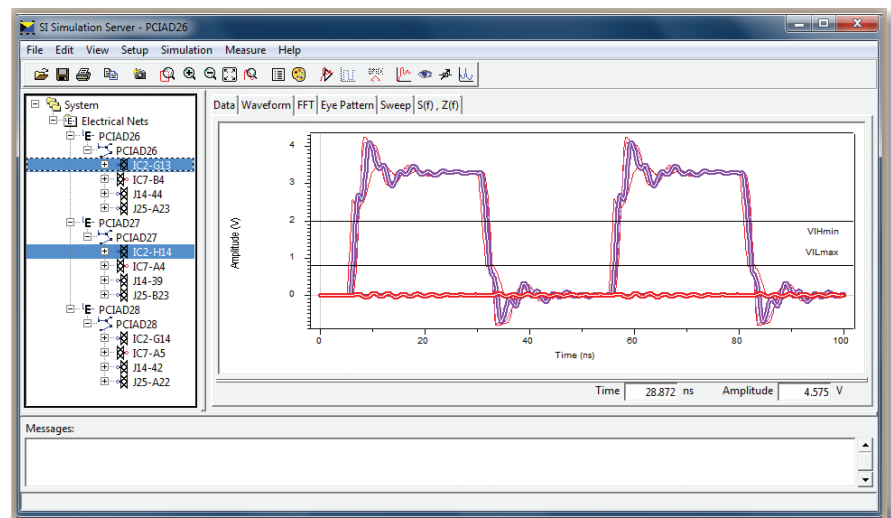 SI Simulation Server - PCIAD26
File Edit View Setup Simulation Measure Help
System
Electrical Nets
E PCIAD26
PCIAD26
IC2-G13
IC7-B4
J14-44
J25-A23
E PCIAD27
PCIAD27
IC2-H14
IC7-A4
J14-39
J25-B23
E PCIAD28
PCIAD28
IC2-G14
IC7-A5
J14-42
J25-A22
Data Waveform FFT Eye Pattern Sweep S(f) , Z(f)
Amplitude (V)
4
3
2
1
0
VIHmin
VILmax
0 20 40 60 80 100
Time (ns)
Time 28.872 ns Amplitude 4.575 V
Messages: